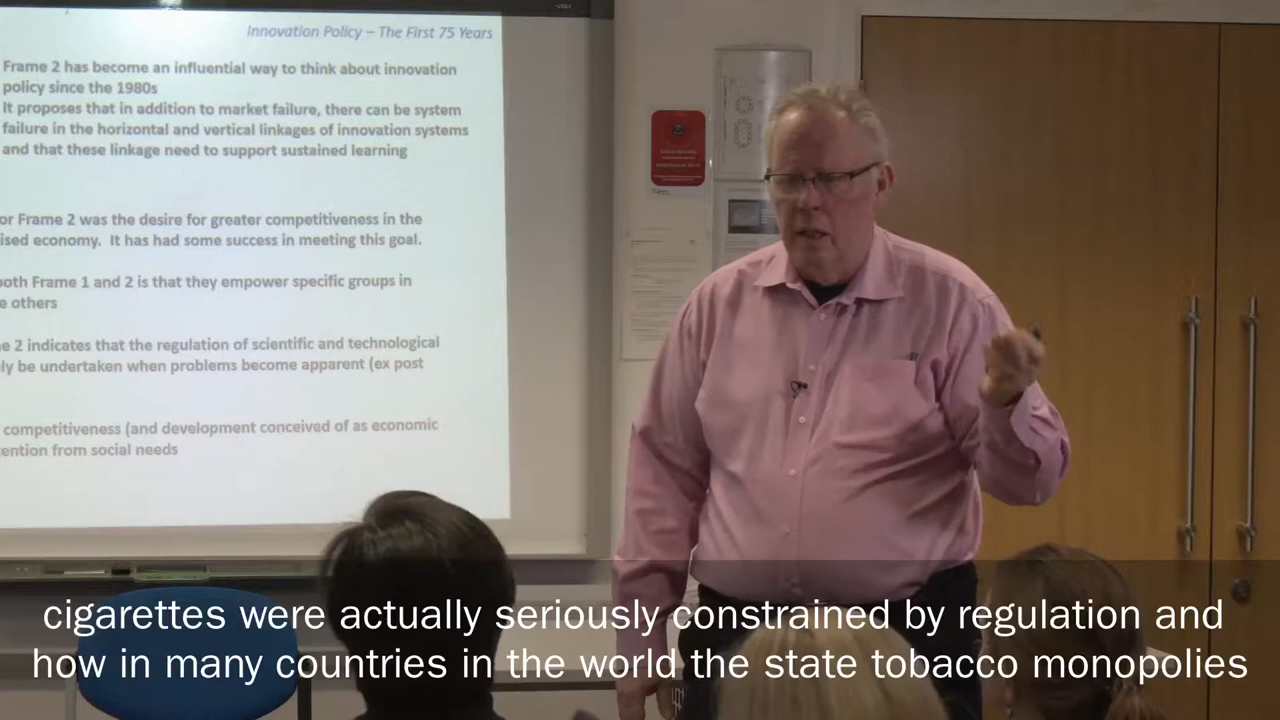 Innovation Policy – The First 75 Years
Frame 2 has become an influential way to think about innovation
policy since the 1980s
It proposes that in addition to market failure, there can be system
failure in the horizontal and vertical linkages of innovation systems
and that these linkage need to support sustained learning
or Frame 2 was the desire for greater competitiveness in the
ised economy. It has had some success in meeting this goal.
both Frame 1 and 2 is that they empower specific groups in
e others
e 2 indicates that the regulation of scientific and technological
ly be undertaken when problems become apparent (ex post
competitiveness (and development conceived of as economic
ention from social needs
cigarettes were actually seriously constrained by regulation and
how in many countries in the world the state tobacco monopolies